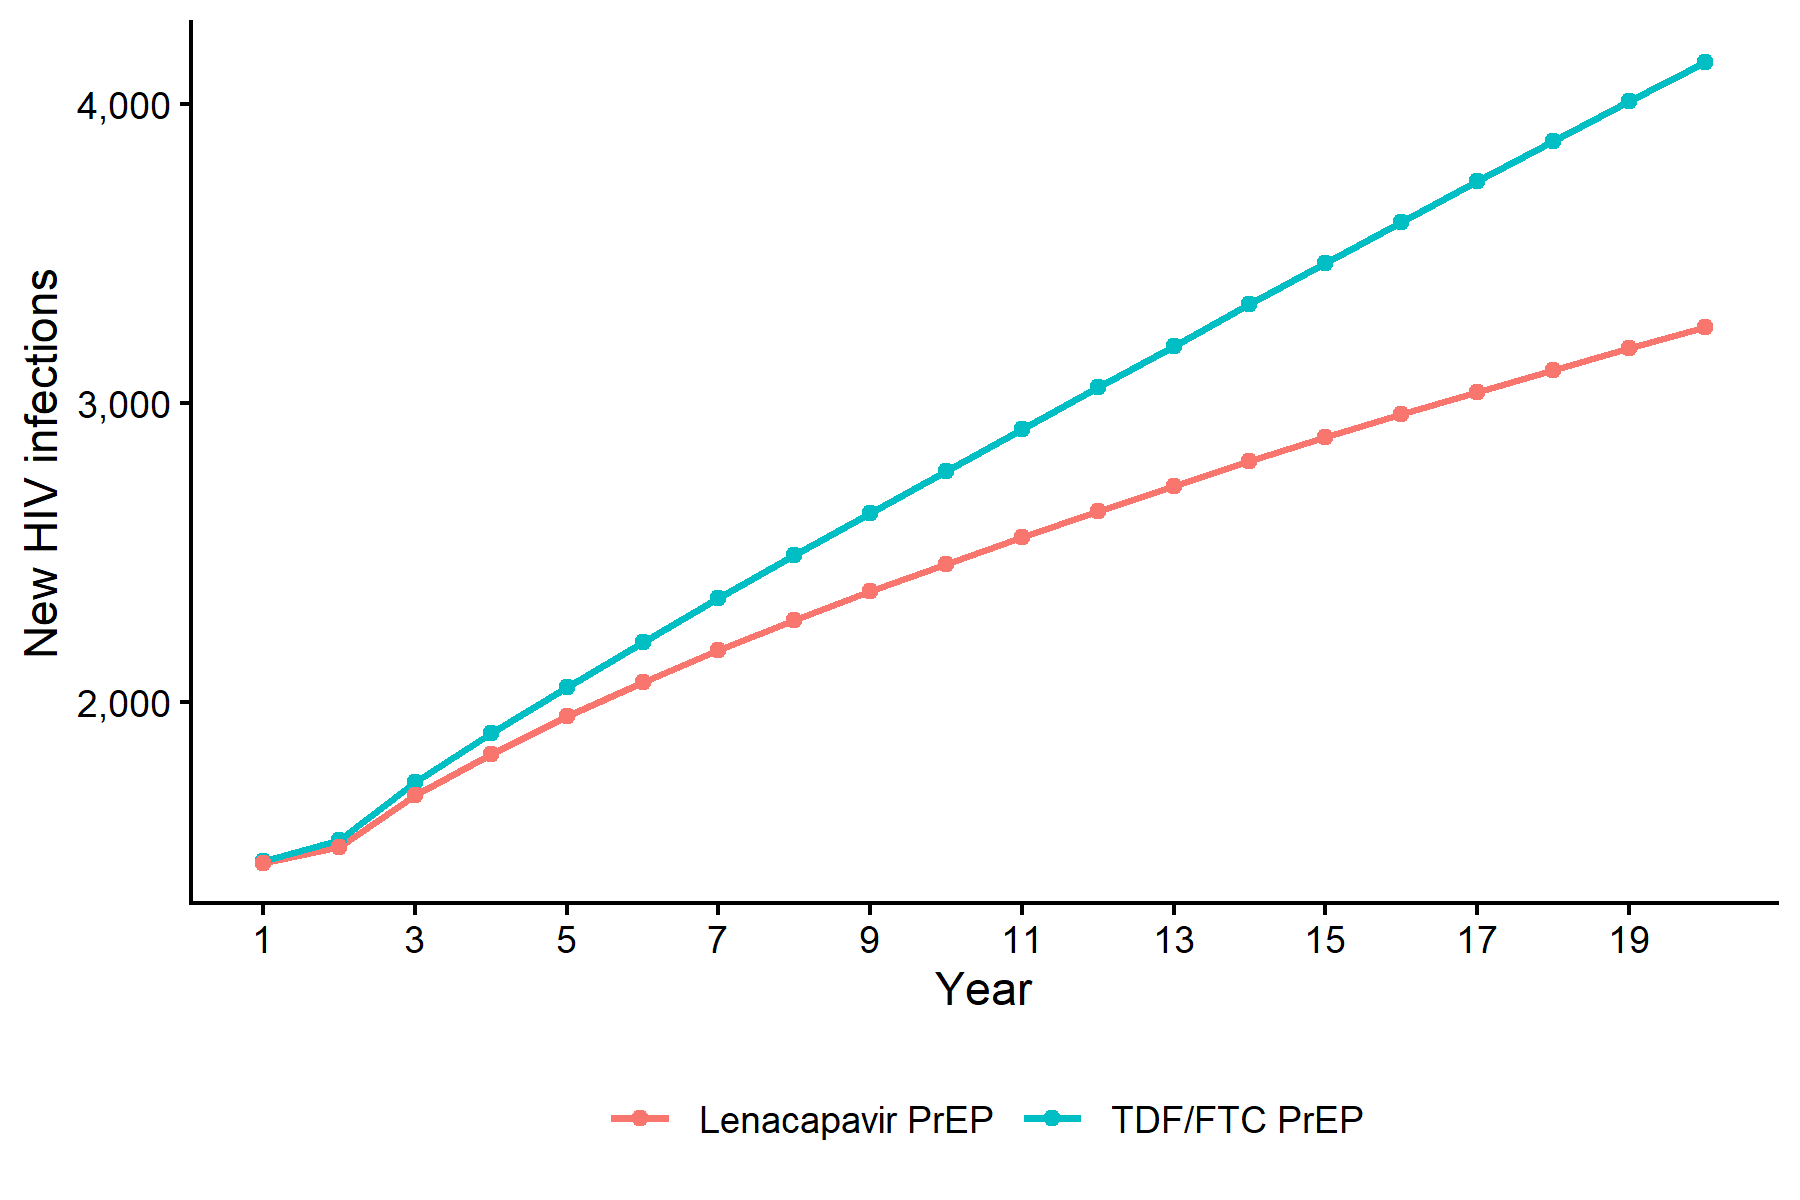 New HIV infections
4,000
3,000
2,000
1 3 5 7 9 11 13 15 17 19
Year
Lenacapavir PrEP TDF/FTC PrEP